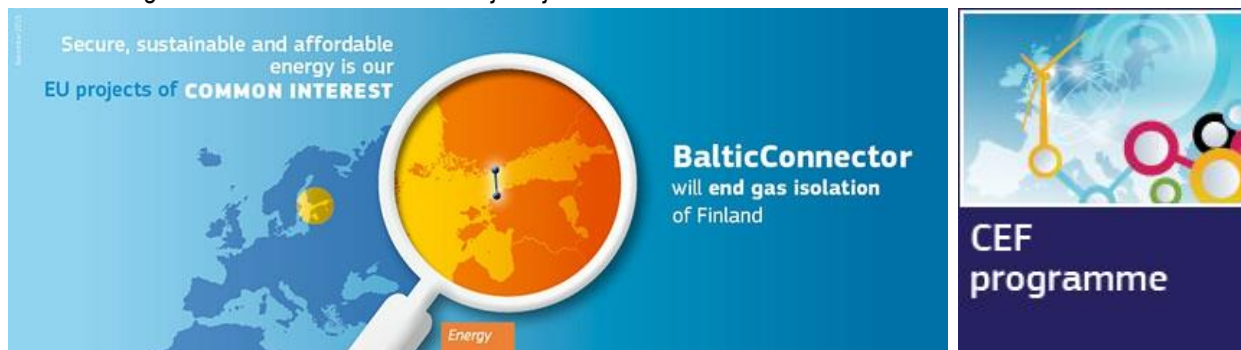 Secure, sustainable and affordable
energy is our
EU projects of COMMON INTEREST
BalticConnector
will end gas isolation
of Finland
Energy
CEF
programme